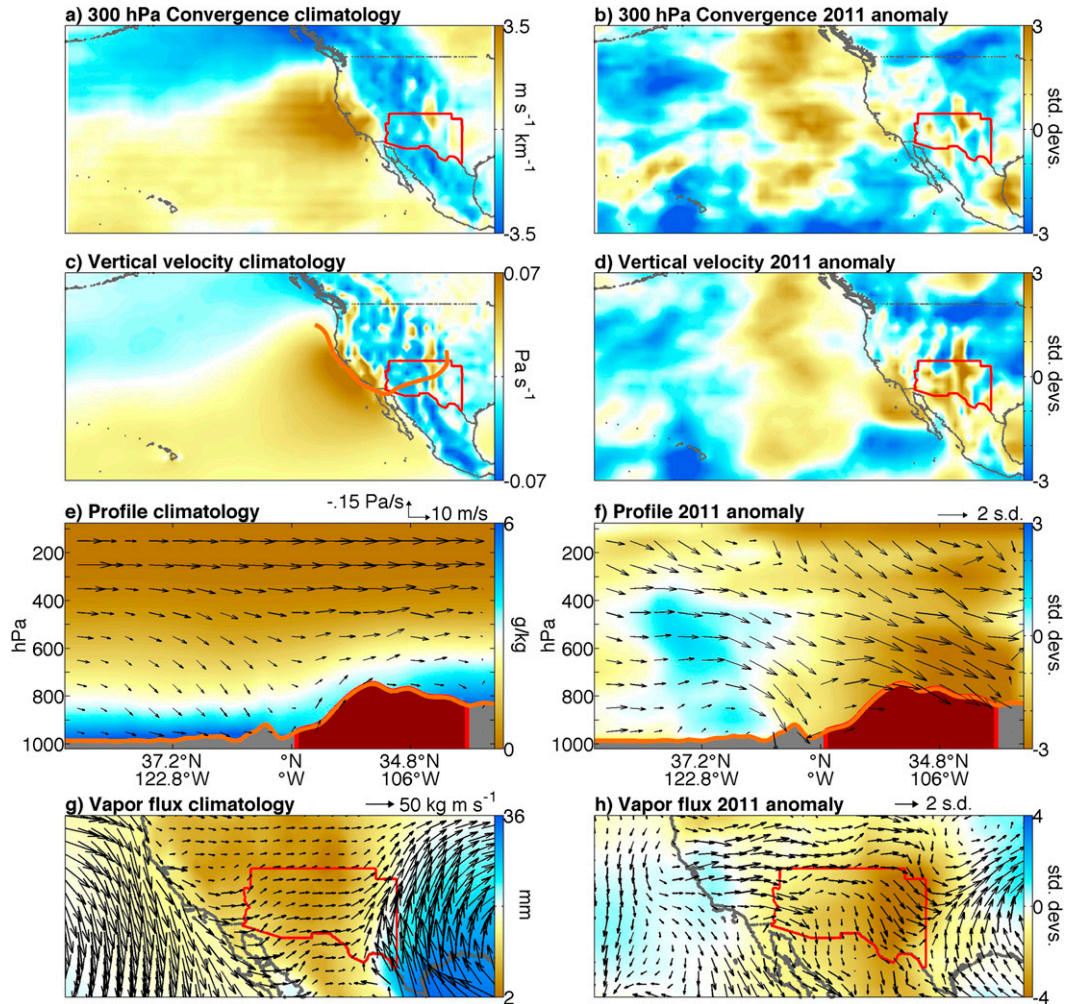 a) 300 hPa Convergence climatology
3.5
m s⁻¹ km⁻¹
-3.5
b) 300 hPa Convergence 2011 anomaly
3
std. devs.
0
-3
c) Vertical velocity climatology
0.07
Pa s⁻¹
-0.07
d) Vertical velocity 2011 anomaly
3
std. devs.
0
-3
e) Profile climatology
-.15 Pa/s
10 m/s
hPa
200
400
600
800
1000
6
g/kg
0
37.2°N °N 34.8°N
122.8°W °W 106°W
f) Profile 2011 anomaly
2 s.d.
hPa
200
400
600
800
1000
3
std. devs.
0
-3
37.2°N °N 34.8°N
122.8°W °W 106°W
g) Vapor flux climatology
50 kg m s⁻¹
36
mm
2
h) Vapor flux 2011 anomaly
2 s.d.
4
std devs.
0
-4